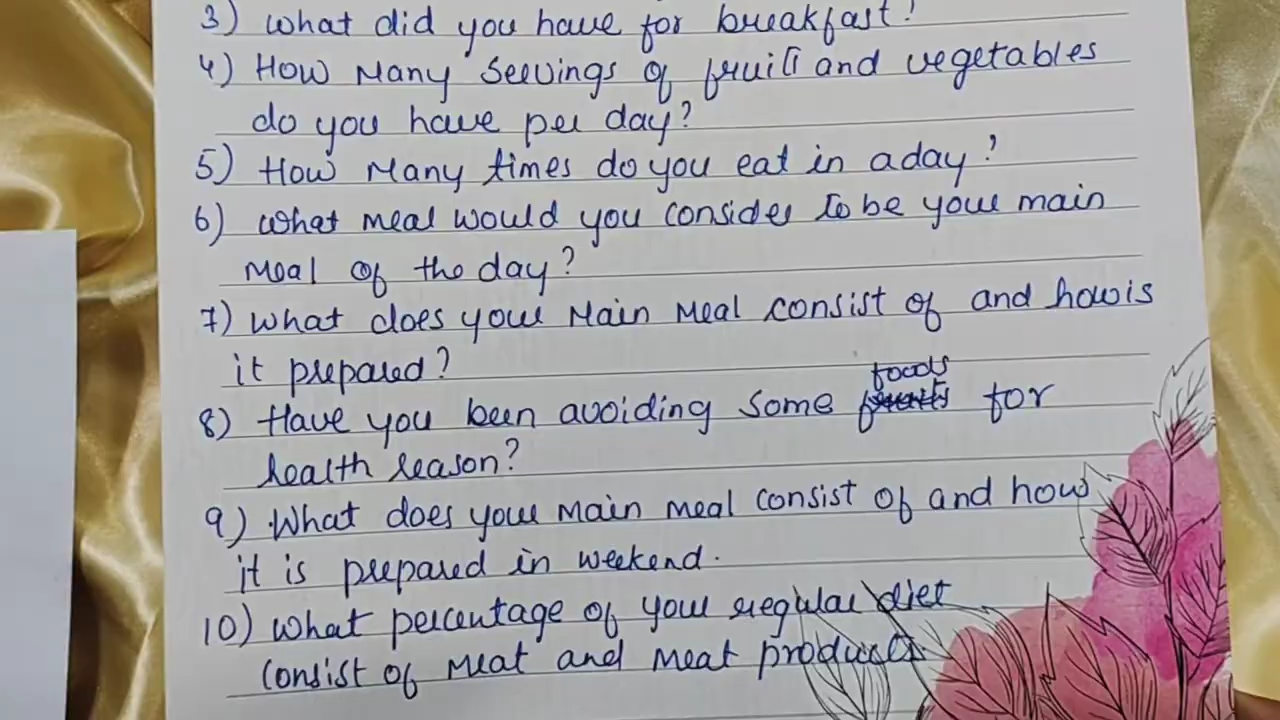 3) What did you have for breakfast?
4) How Many Servings of fruits and vegetables
do you have per day?
5) How Many times do you eat in a day?
6) What meal would you consider to be your main
meal of the day?
7) What does your Main Meal consist of and how is
it prepared?
foods
8) Have you been avoiding some fruits for
health reason?
9) What does your main meal consist of and how
it is prepared in weekend.
10) What percentage of your regular diet
consist of meat and meat products